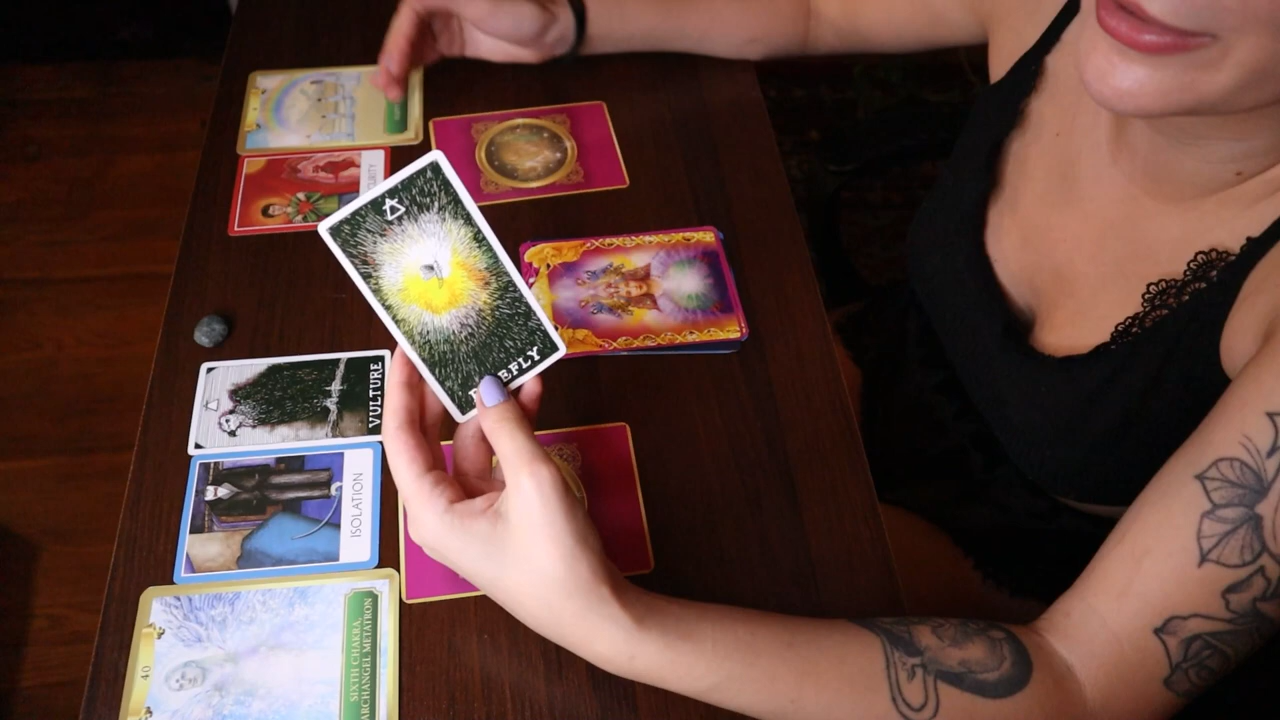 VULTURE
ISOLATION
40
SIXTH CHAKRA,
ARCHANGEL METATRON